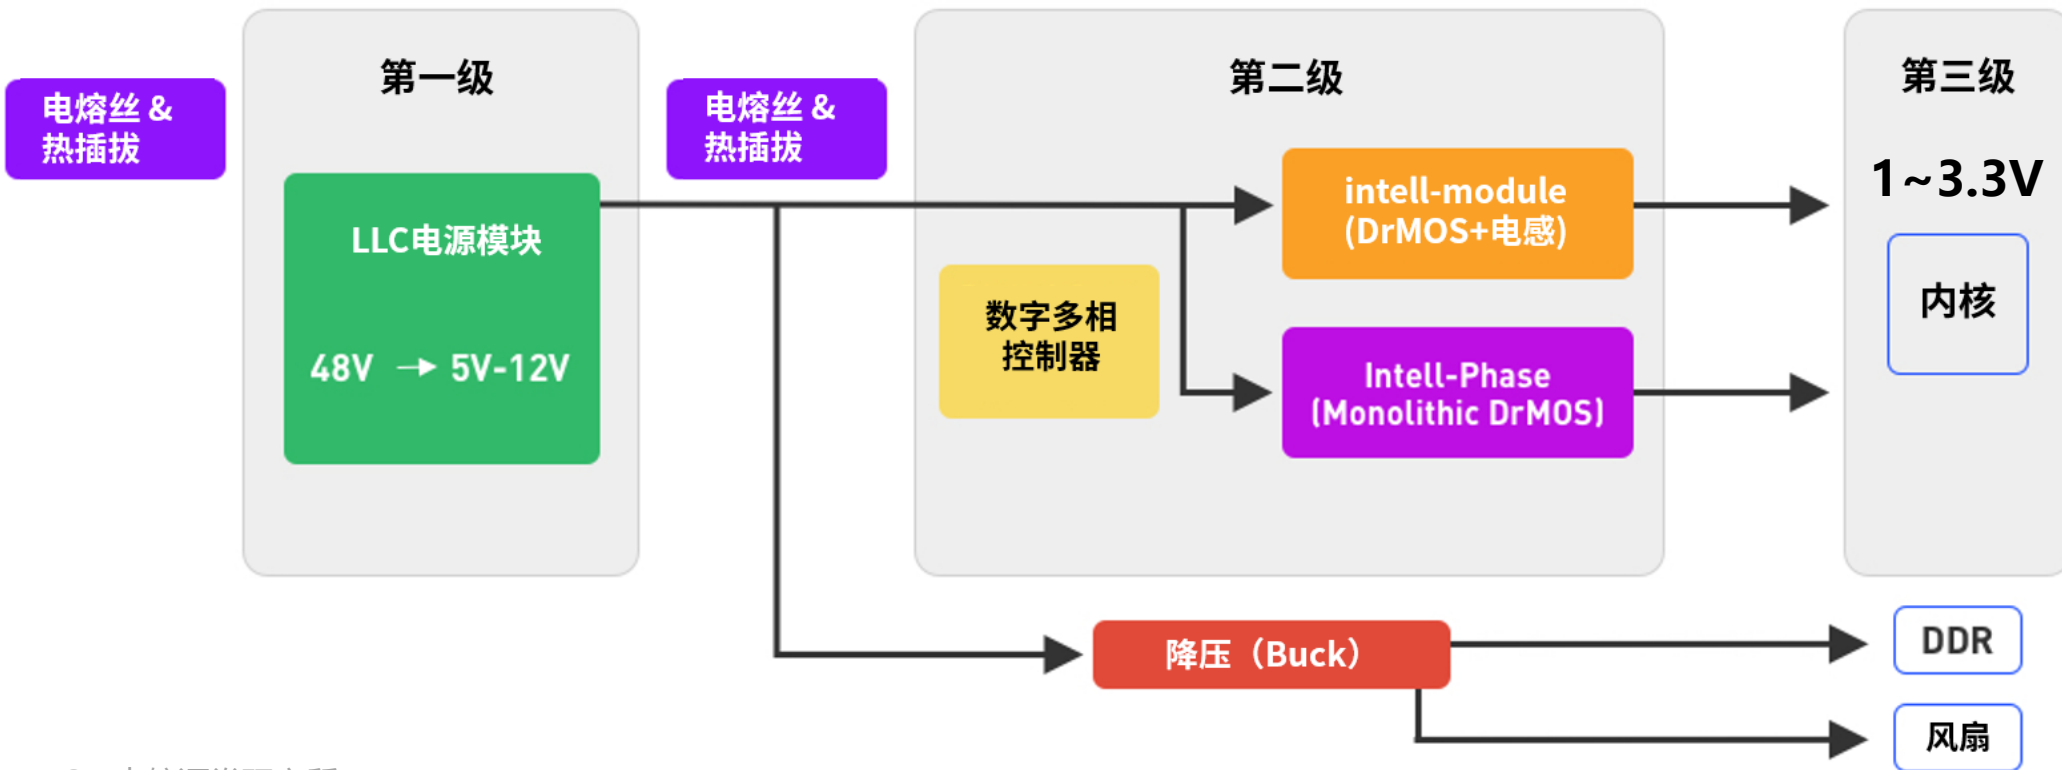 第一级
第二级
第三级
电熔丝 &
热插拔
电熔丝 &
热插拔
LLC电源模块
48V → 5V-12V
数字多相
控制器
intell-module
(DrMOS+电感)
Intell-Phase
(Monolithic DrMOS)
1~3.3V
内核
降压（Buck）
DDR
风扇